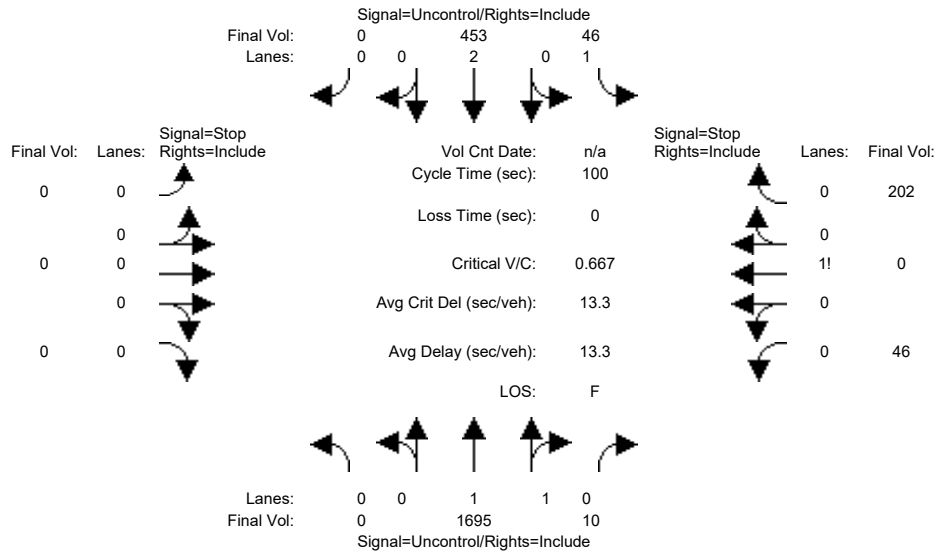 Signal=Uncontrol/Rights=Include
Final Vol: 0 453 46
Lanes: 0 0 2 0 1
Signal=Stop
Final Vol: Lanes: Rights=Include
Vol Cnt Date: n/a
Signal=Stop
Rights=Include Lanes: Final Vol:
Cycle Time (sec): 100
0 0
0 202
Loss Time (sec): 0
0
0
0 0
Critical V/C: 0.667
1! 0
0
Avg Crit Del (sec/veh): 13.3
0
0 0
Avg Delay (sec/veh): 13.3
0 46
LOS: F
Lanes: 0 0 1 1 0
Final Vol: 0 1695 10
Signal=Uncontrol/Rights=Include